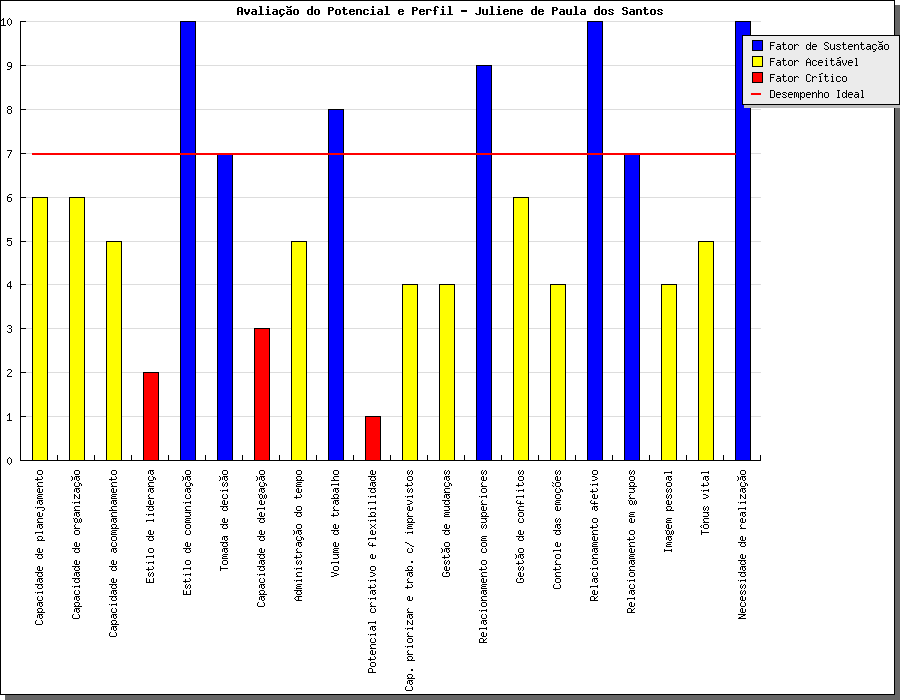 Avaliação do Potencial e Perfil - Juliene de Paula dos Santos
Fator de Sustentação
Fator Aceitável
Fator Crítico
Desempenho Ideal
10
9
8
7
6
5
4
3
2
1
0
Capacidade de planejamento
Capacidade de organização
Capacidade de acompanhamento
Estilo de liderança
Estilo de comunicação
Tomada de decisão
Capacidade de delegação
Administração do tempo
Volume de trabalho
Potencial criativo e flexibilidade
Cap. priorizar e trab. c/ imprevistos
Gestão de mudanças
Relacionamento com superiores
Gestão de conflitos
Controle das emoções
Relacionamento afetivo
Relacionamento em grupos
Imagem pessoal
Tônus vital
Necessidade de realização